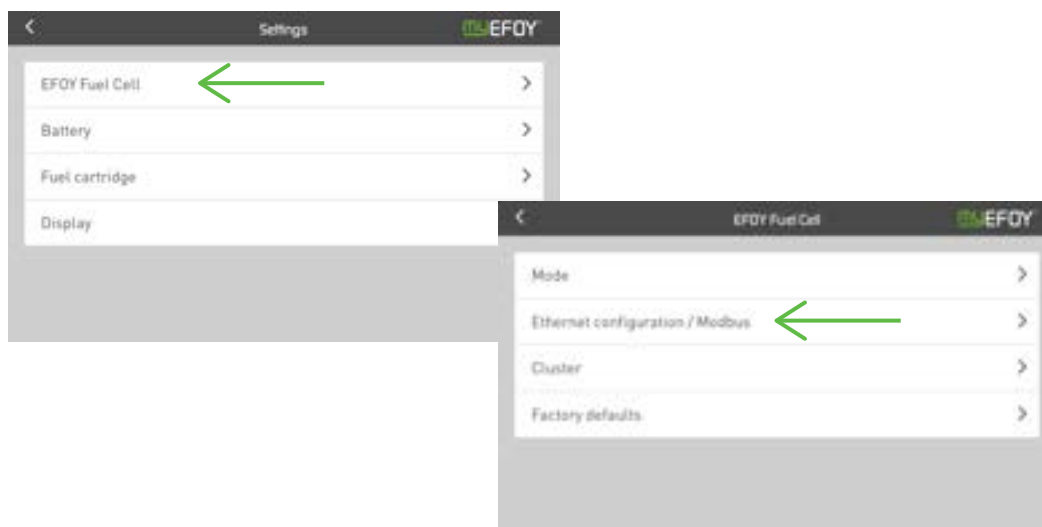 Settings
myEFOY
EFOY Fuel Cell
Battery
Fuel cartridge
Display
EFOY Fuel Cell
myEFOY
Mode
Ethernet configuration / Modbus
Cluster
Factory defaults